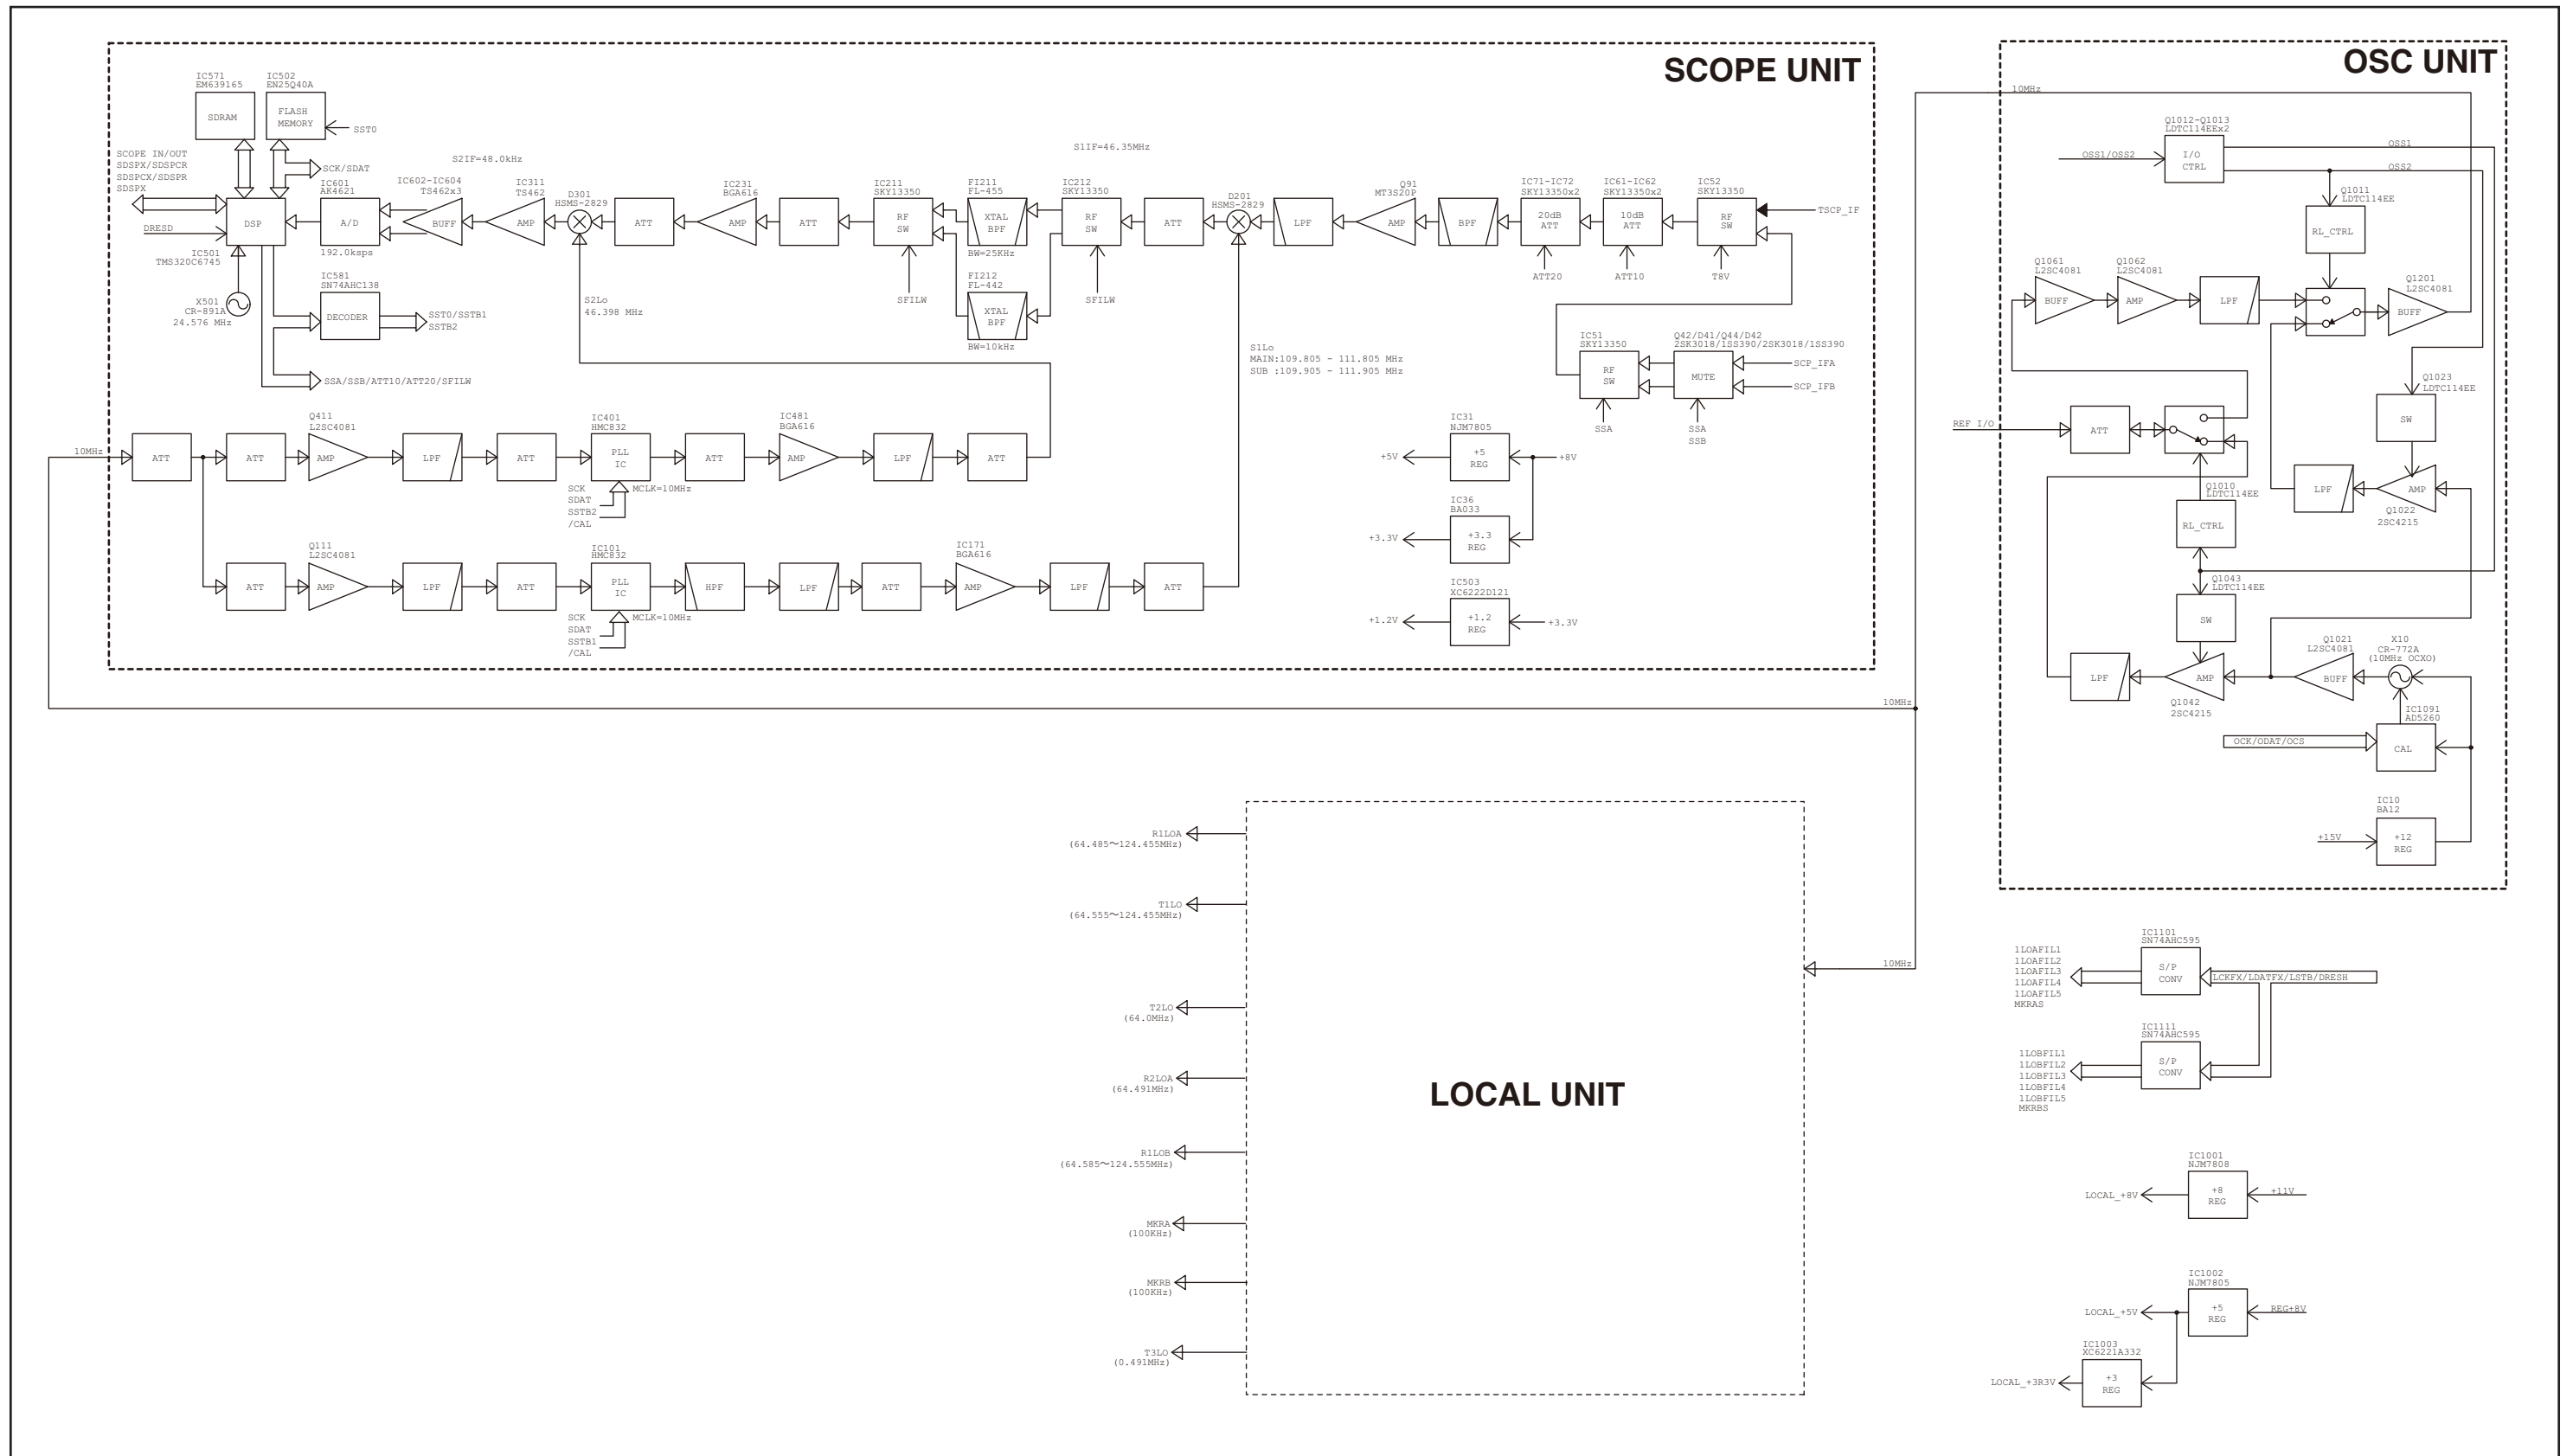 SCOPE UNIT
IC571
EM639165
SDRAM
IC502
EN25Q40A
FLASH
MEMORY
SST0
SCOPE IN/OUT
SDSPX/SDSPCR
SDSPCX/SDSPR
SDSPX
SCK/SDAT
DRESD
DSP
IC501
TMS320C6745
X501
CR-891A
24.576 MHz
IC601
AK4621
A/D
192.0ksps
IC581
SN74AHC138
DECODER
SST0/SSTB1
SSTB2
SSA/SSB/ATT10/ATT20/SFILW
S2IF=48.0kHz
IC602-IC604
TS462x3
BUFF
IC311
TS462
AMP
D301
HSMS-2829
S2Lo
46.398 MHz
ATT
IC231
BGA616
AMP
ATT
IC211
SKY13350
RF
SW
SFILW
FI211
FL-455
XTAL
BPF
BW=25KHz
FI212
FL-442
XTAL
BPF
BW=10kHz
S1IF=46.35MHz
IC212
SKY13350
RF
SW
SFILW
ATT
D201
HSMS-2829
S1Lo
MAIN:109.805 - 111.805 MHz
SUB :109.905 - 111.905 MHz
LPF
Q91
MT3S20P
AMP
BPF
IC71-IC72
SKY13350x2
20dB
ATT
ATT20
IC61-IC62
SKY13350x2
10dB
ATT
ATT10
IC52
SKY13350
RF
SW
T8V
TSCP_IF
IC51
SKY13350
RF
SW
SSA
Q42/D41/Q44/D42
2SK3018/1SS390/2SK3018/1SS390
MUTE
SSA
SSB
SCP_IFA
SCP_IFB
10MHz
ATT
ATT
Q411
L2SC4081
AMP
LPF
ATT
IC401
HMC832
PLL
IC
SCK
SDAT
SSTB2
/CAL
MCLK=10MHz
ATT
IC481
BGA616
AMP
LPF
ATT
ATT
Q111
L2SC4081
AMP
LPF
ATT
IC101
HMC832
PLL
IC
SCK
SDAT
SSTB1
/CAL
MCLK=10MHz
HPF
LPF
ATT
IC171
BGA616
AMP
LPF
ATT
IC31
NJM7805
+5V
+5
REG
+8V
IC36
BA033
+3.3V
+3.3
REG
IC503
XC6222D121
+1.2V
+1.2
REG
+3.3V
10MHz
OSC UNIT
10MHz
Q1012-Q1013
LDTC114EEx2
OSS1/OSS2
I/O
CTRL
OSS1
OSS2
Q1011
LDTC114EE
RL_CTRL
Q1061
L2SC4081
BUFF
Q1062
L2SC4081
AMP
LPF
Q1201
L2SC4081
BUFF
Q1023
LDTC114EE
SW
REF I/O
ATT
LPF
AMP
Q1022
2SC4215
Q1010
LDTC114EE
RL_CTRL
Q1043
LDTC114EE
SW
LPF
AMP
Q1042
2SC4215
Q1021
L2SC4081
BUFF
X10
CR-772A
(10MHz OCXO)
IC1091
AD5260
OCK/ODAT/OCS
CAL
IC10
BA12
+15V
+12
REG
LOCAL UNIT
10MHz
R1LOA
(64.485～124.455MHz)
T1LO
(64.555～124.455MHz)
T2LO
(64.0MHz)
R2LOA
(64.491MHz)
R1LOB
(64.585～124.555MHz)
MKRA
(100KHz)
MKRB
(100KHz)
T3LO
(0.491MHz)
IC1101
SN74AHC595
1LOAFIL1
1LOAFIL2
1LOAFIL3
1LOAFIL4
1LOAFIL5
MKRAS
S/P
CONV
LCKFX/LDATFX/LSTB/DRESH
IC1111
SN74AHC595
1LOBFIL1
1LOBFIL2
1LOBFIL3
1LOBFIL4
1LOBFIL5
MKRBS
S/P
CONV
IC1001
NJM7808
LOCAL_+8V
+8
REG
+11V
IC1002
NJM7805
LOCAL_+5V
+5
REG
REG+8V
IC1003
XC6221A332
LOCAL_+3R3V
+3
REG